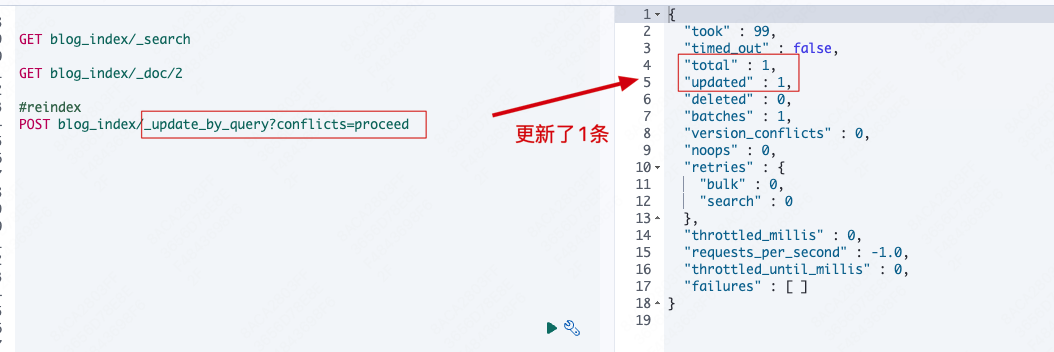 GET blog_index/_search
GET blog_index/_doc/2
#reindex
POST blog_index/_update_by_query?conflicts=proceed
更新了1条
1 {
2 "took" : 99,
3 "timed_out" : false,
4 "total" : 1,
5 "updated" : 1,
6 "deleted" : 0,
7 "batches" : 1,
8 "version_conflicts" : 0,
9 "noops" : 0,
10 "retries" : {
11 "bulk" : 0,
12 "search" : 0
13 },
14 "throttled_millis" : 0,
15 "requests_per_second" : -1.0,
16 "throttled_until_millis" : 0,
17 "failures" : [ ]
18 }
19